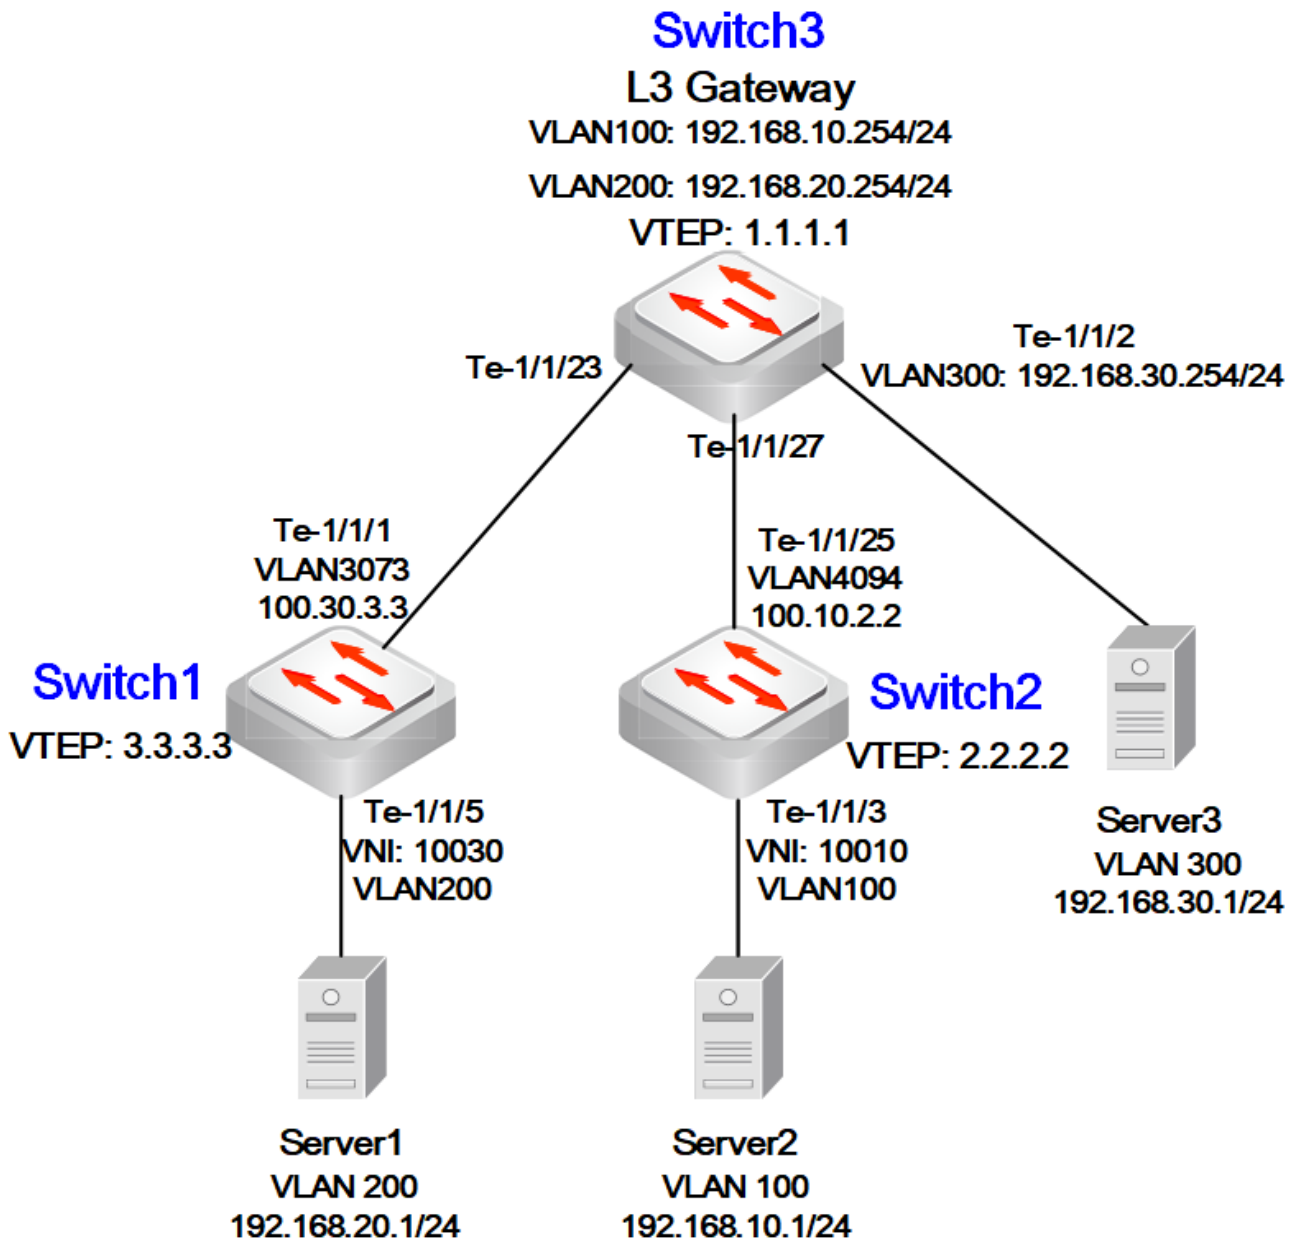 Switch3
L3 Gateway
VLAN100: 192.168.10.254/24
VLAN200: 192.168.20.254/24
VTEP: 1.1.1.1
Te-1/1/23
Te-1/1/2
VLAN300: 192.168.30.254/24
Te-1/1/27
Te-1/1/1
VLAN3073
100.30.3.3
Te-1/1/25
VLAN4094
100.10.2.2
Switch1
VTEP: 3.3.3.3
Switch2
VTEP: 2.2.2.2
Te-1/1/5
VNI: 10030
VLAN200
Te-1/1/3
VNI: 10010
VLAN100
Server3
VLAN 300
192.168.30.1/24
Server1
VLAN 200
192.168.20.1/24
Server2
VLAN 100
192.168.10.1/24